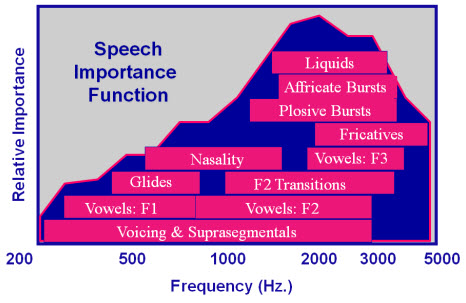 Speech
Importance
Function
Relative Importance
Liquids
Affricate Bursts
Plosive Bursts
Fricatives
Nasality
Vowels: F3
Glides
F2 Transitions
Vowels: F1
Vowels: F2
Voicing & Suprasegmentals
200 500 1000 2000 3000 5000
Frequency (Hz.)